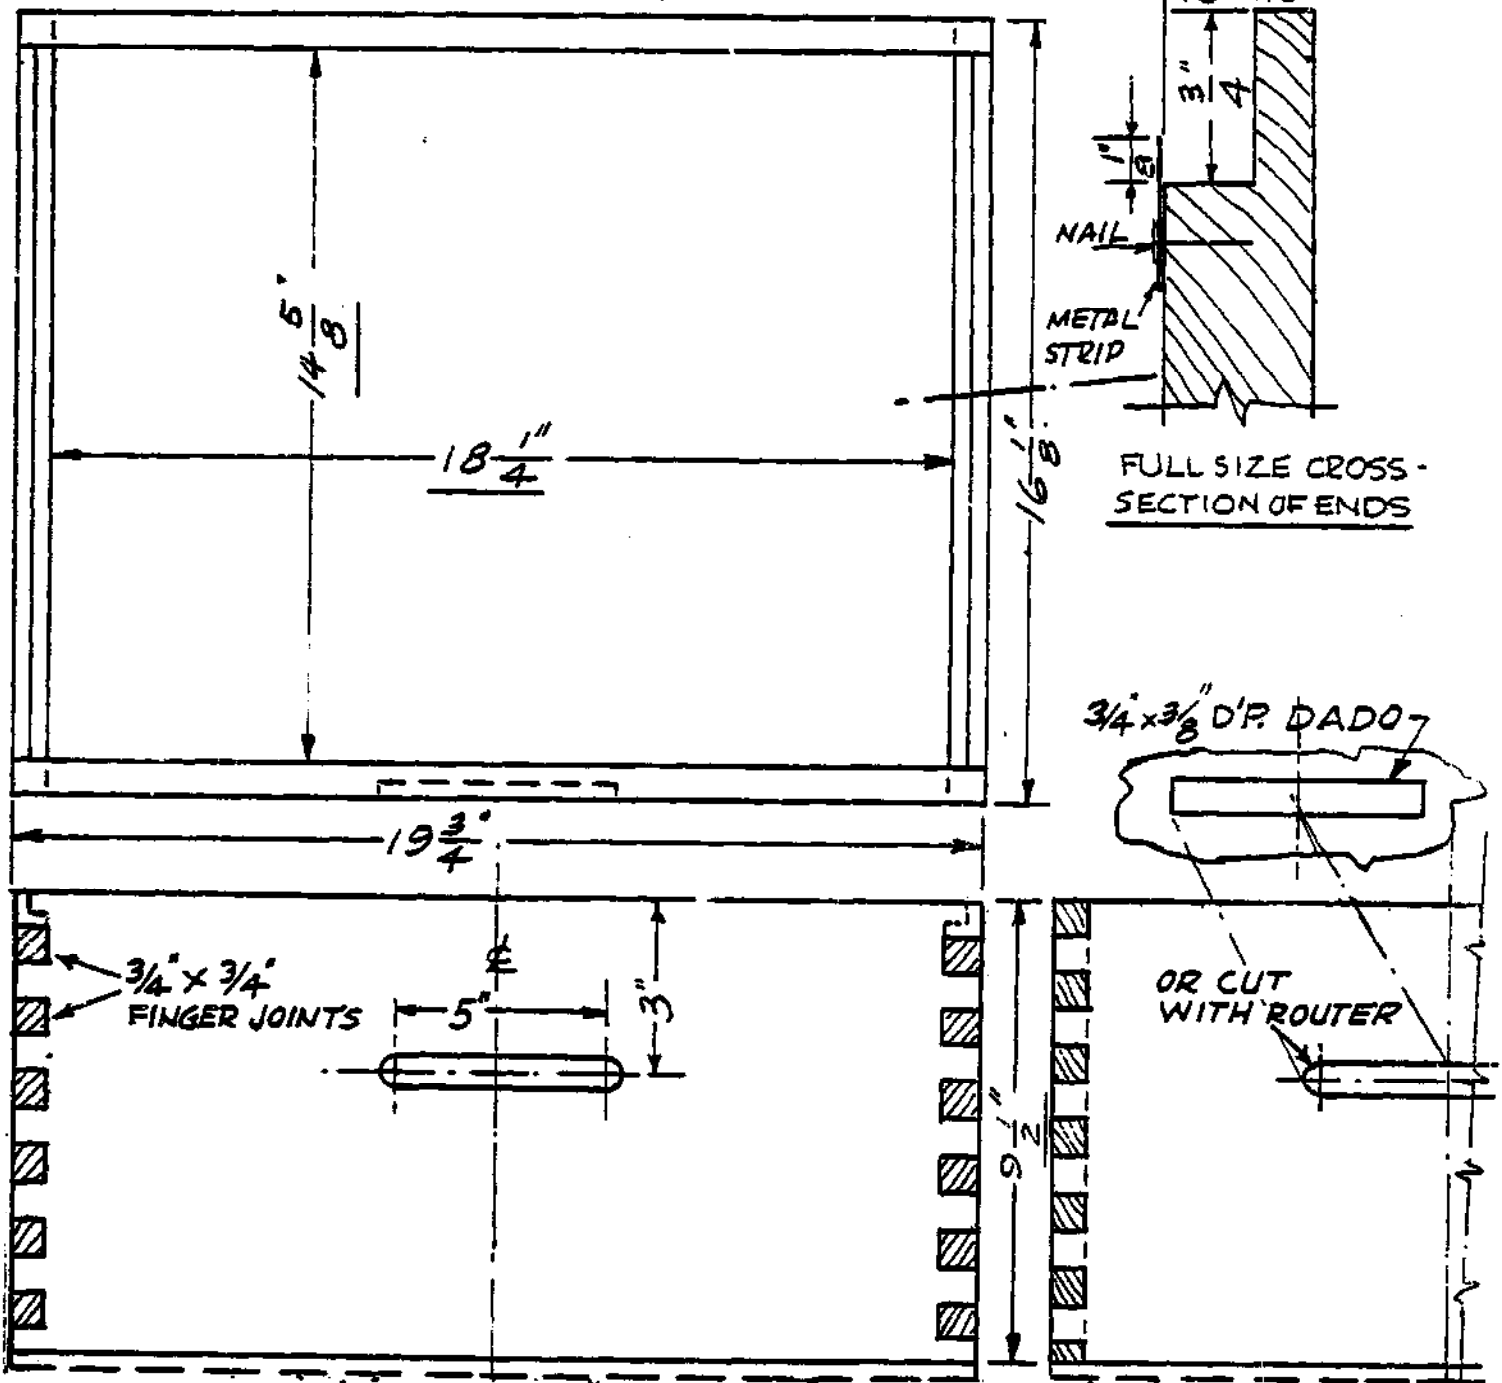 3"
4
1"
8
NAIL
METAL
STRIP
14 5"
8
18 1"
4
16 1"
8
FULL SIZE CROSS-
SECTION OF ENDS
3/4" x 3/8" D'P. DADO
19 3"
4
℄
3/4" x 3/4"
FINGER JOINTS
5"
3"
9 1"
2
OR CUT
WITH ROUTER